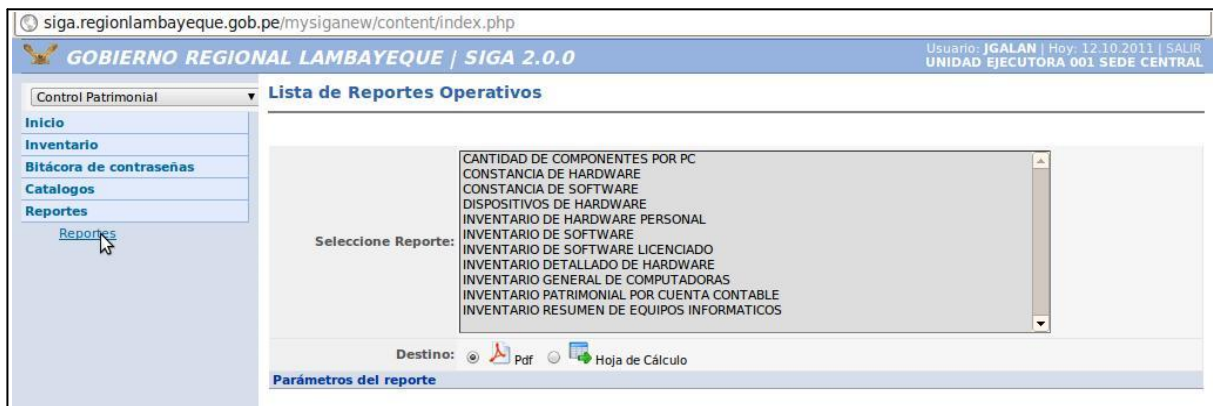 siga.regionlambayeque.gob.pe/mysiganew/content/index.php
GOBIERNO REGIONAL LAMBAYEQUE | SIGA 2.0.0
Usuario: JGALAN | Hoy: 12.10.2011 | SALIR
UNIDAD EJECUTORA 001 SEDE CENTRAL
Control Patrimonial
Inicio
Inventario
Bitácora de contraseñas
Catalogos
Reportes
Reportes
Lista de Reportes Operativos
Seleccione Reporte:
CANTIDAD DE COMPONENTES POR PC
CONSTANCIA DE HARDWARE
CONSTANCIA DE SOFTWARE
DISPOSITIVOS DE HARDWARE
INVENTARIO DE HARDWARE PERSONAL
INVENTARIO DE SOFTWARE
INVENTARIO DE SOFTWARE LICENCIADO
INVENTARIO DETALLADO DE HARDWARE
INVENTARIO GENERAL DE COMPUTADORAS
INVENTARIO PATRIMONIAL POR CUENTA CONTABLE
INVENTARIO RESUMEN DE EQUIPOS INFORMATICOS
Destino: Pdf Hoja de Cálculo
Parámetros del reporte